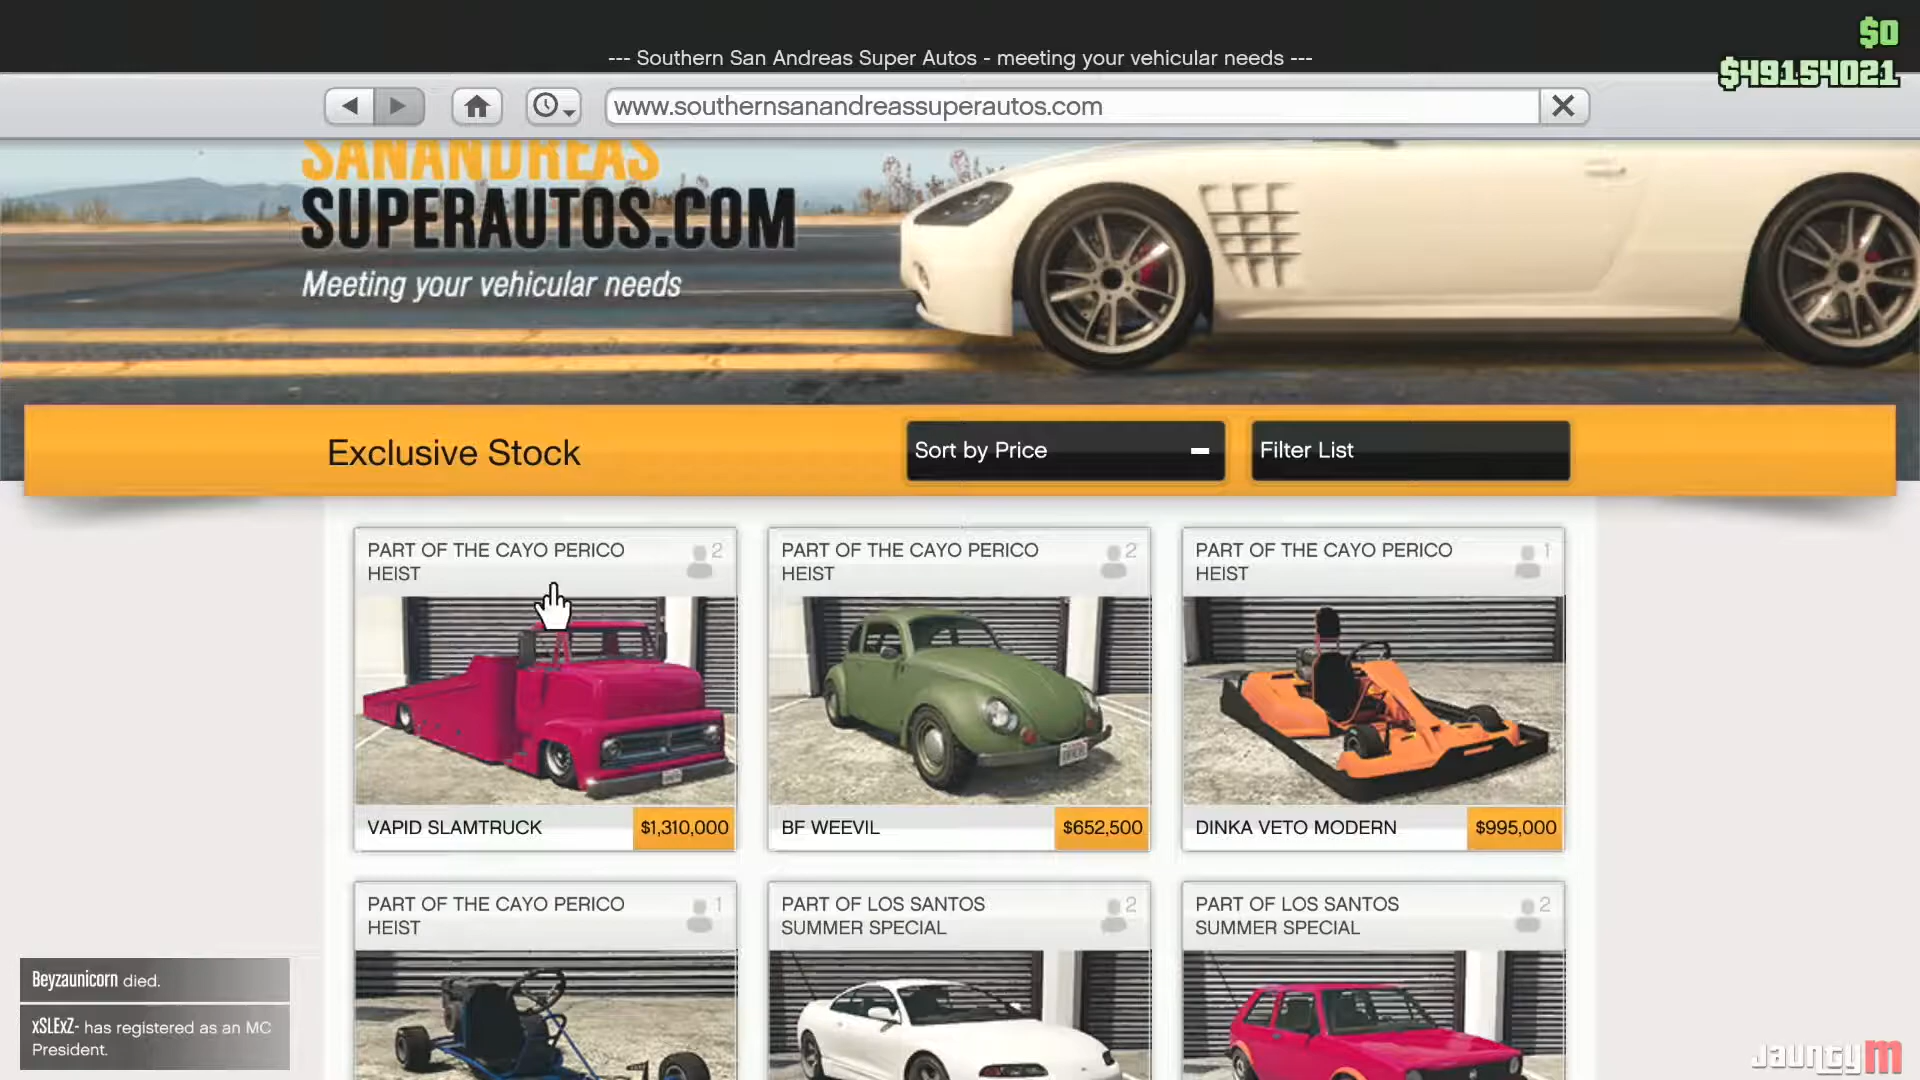 $0
--- Southern San Andreas Super Autos - meeting your vehicular needs ---
$49154021
www.southernsanandreassuperautos.com
SANANDREAS
SUPERAUTOS.COM
Meeting your vehicular needs
Exclusive Stock
Sort by Price
Filter List
PART OF THE CAYO PERICO
HEIST
2
PART OF THE CAYO PERICO
HEIST
2
PART OF THE CAYO PERICO
HEIST
1
VAPID SLAMTRUCK
$1,310,000
BF WEEVIL
$652,500
DINKA VETO MODERN
$995,000
PART OF THE CAYO PERICO
HEIST
1
PART OF LOS SANTOS
SUMMER SPECIAL
2
PART OF LOS SANTOS
SUMMER SPECIAL
2
Beyzaunicorn died.
xSLExZ- has registered as an MC
President.
JauntyM